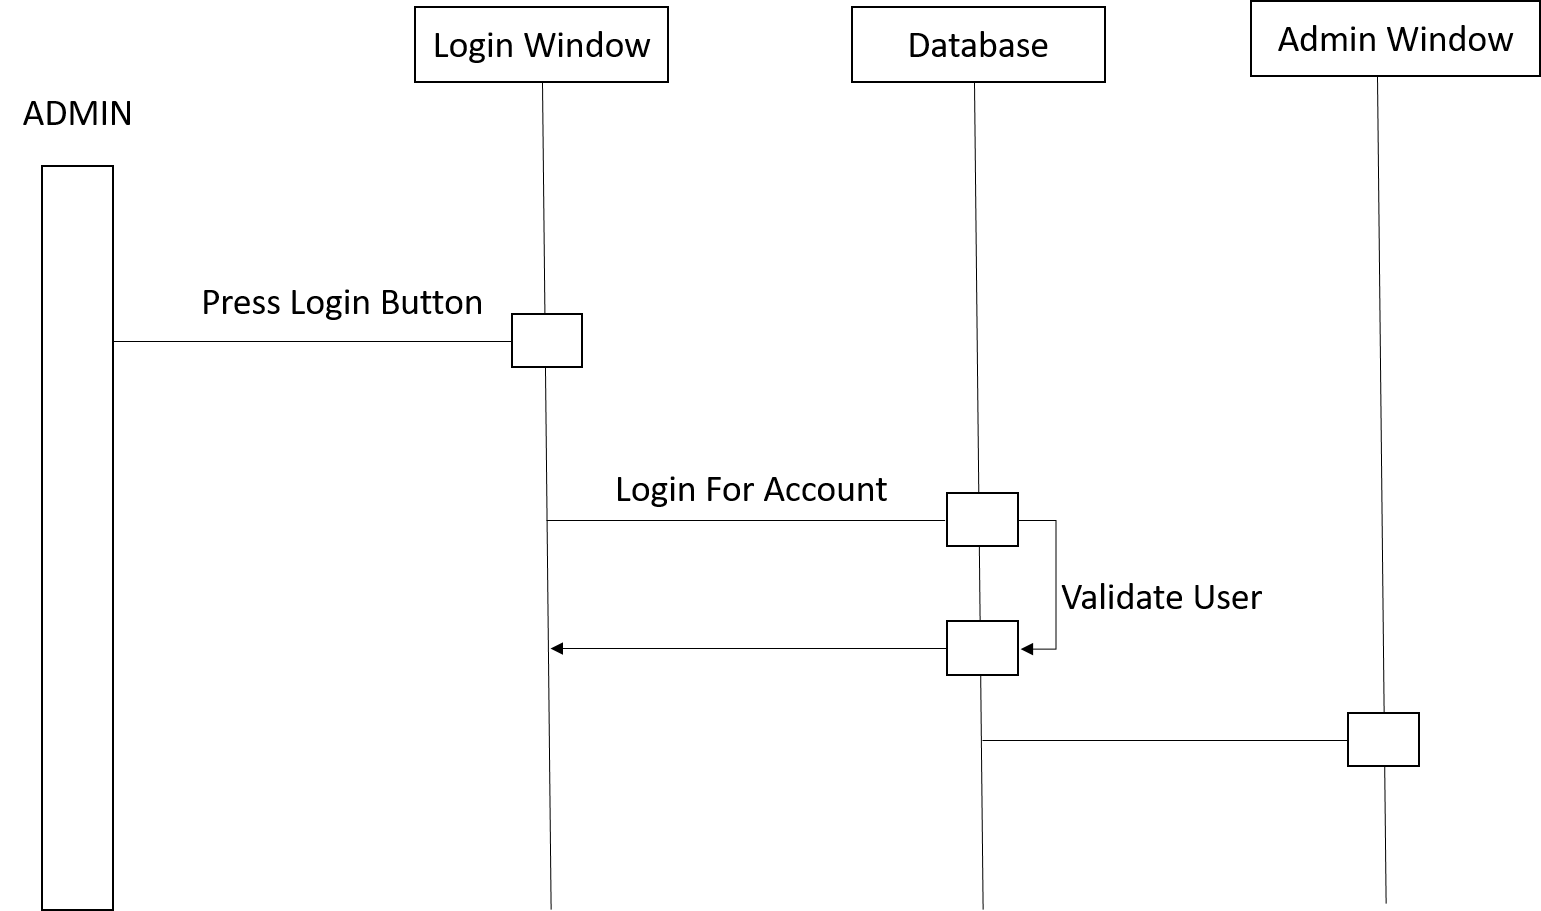 Login Window
Database
Admin Window
ADMIN
Press Login Button
Login For Account
Validate User